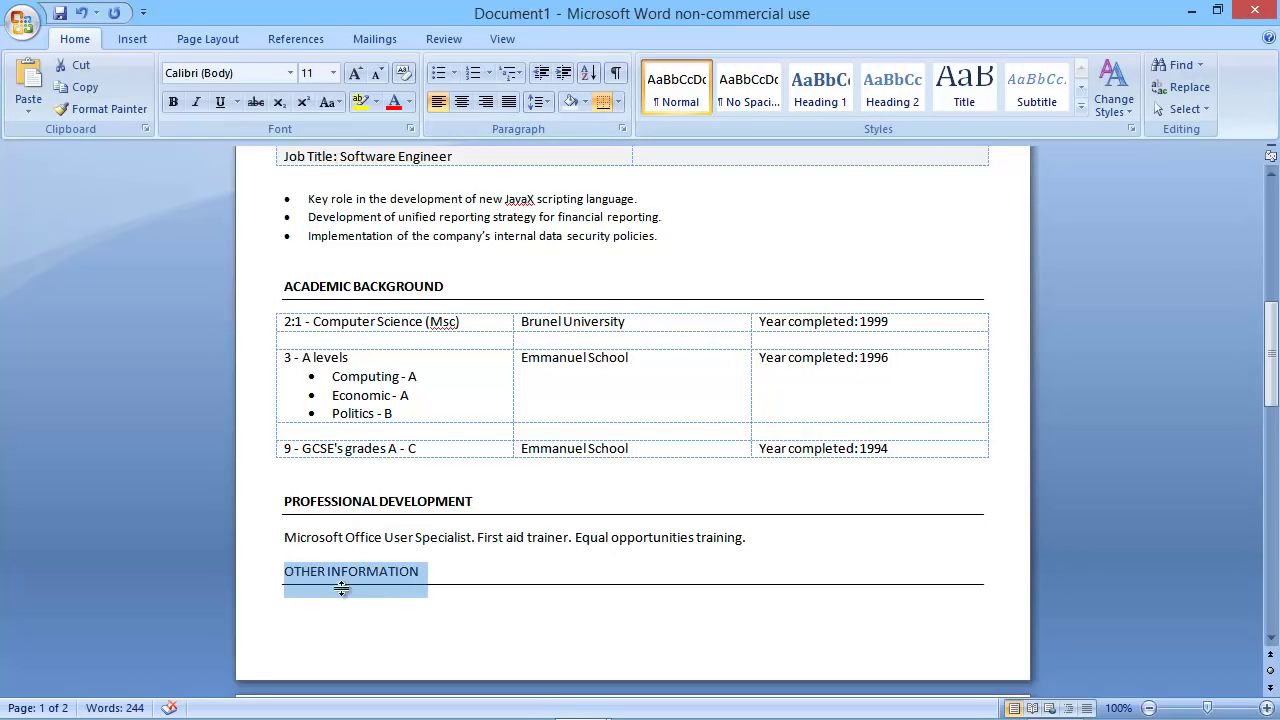 Document1 - Microsoft Word non-commercial use
Home Insert Page Layout References Mailings Review View
Paste
Cut
Copy
Format Painter
Clipboard
Calibri (Body) 11
B I U abc X₂ X² Aa
Font
Paragraph
AaBbCcDc AaBbCcDc AaBbC AaBbCc AaB AaBbCc.
¶ Normal ¶ No Spaci... Heading 1 Heading 2 Title Subtitle
Change Styles
Styles
Find
Replace
Select
Editing
Job Title: Software Engineer
• Key role in the development of new JavaX scripting language.
• Development of unified reporting strategy for financial reporting.
• Implementation of the company's internal data security policies.
ACADEMIC BACKGROUND
2:1 - Computer Science (Msc) Brunel University Year completed: 1999
3 - A levels Emmanuel School Year completed: 1996
• Computing - A
• Economic - A
• Politics - B
9 - GCSE's grades A - C Emmanuel School Year completed: 1994
PROFESSIONAL DEVELOPMENT
Microsoft Office User Specialist. First aid trainer. Equal opportunities training.
OTHER INFORMATION
Page: 1 of 2 Words: 244 100%